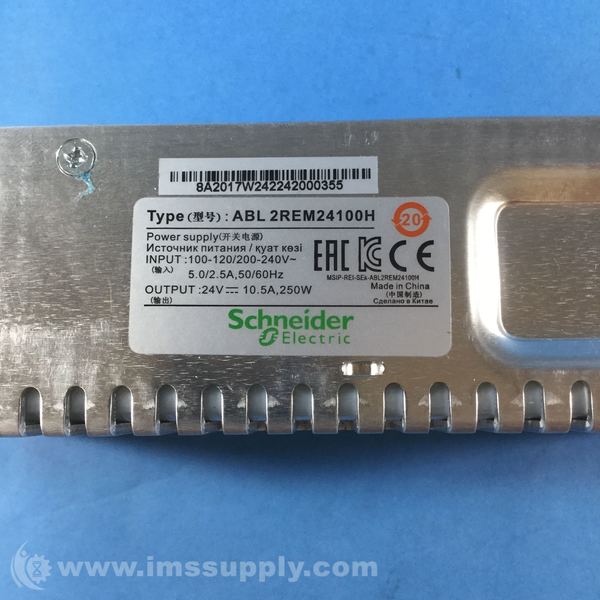 8A2017W242242000355
Type (型号) : ABL 2REM24100H
20
Power supply(开关电源)
Источник питания / қуат көзі
INPUT :100-120/200-240V~
(输入) 5.0/2.5A,50/60Hz
OUTPUT :24V⎓ 10.5A,250W
(输出)
EAC KC CE
MSIP-REI-SEk-ABL2REM24100H
Made in China
(中国制造)
Сделано в Китае
Schneider
Electric
© www.imssupply.com